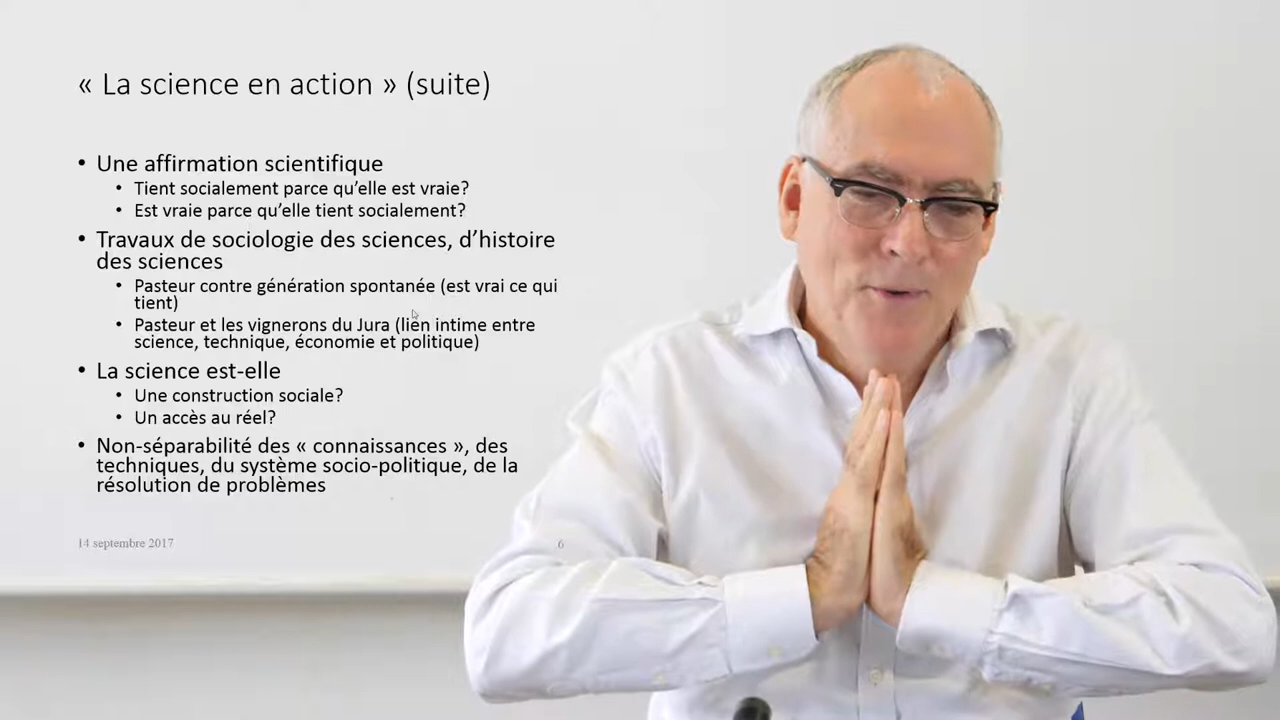 « La science en action » (suite)
• Une affirmation scientifique
• Tient socialement parce qu’elle est vraie?
• Est vraie parce qu’elle tient socialement?
• Travaux de sociologie des sciences, d’histoire
des sciences
• Pasteur contre génération spontanée (est vrai ce qui
tient)
• Pasteur et les vignerons du Jura (lien intime entre
science, technique, économie et politique)
• La science est-elle
• Une construction sociale?
• Un accès au réel?
• Non-séparabilité des « connaissances », des
techniques, du système socio-politique, de la
résolution de problèmes
14 septembre 2017
6